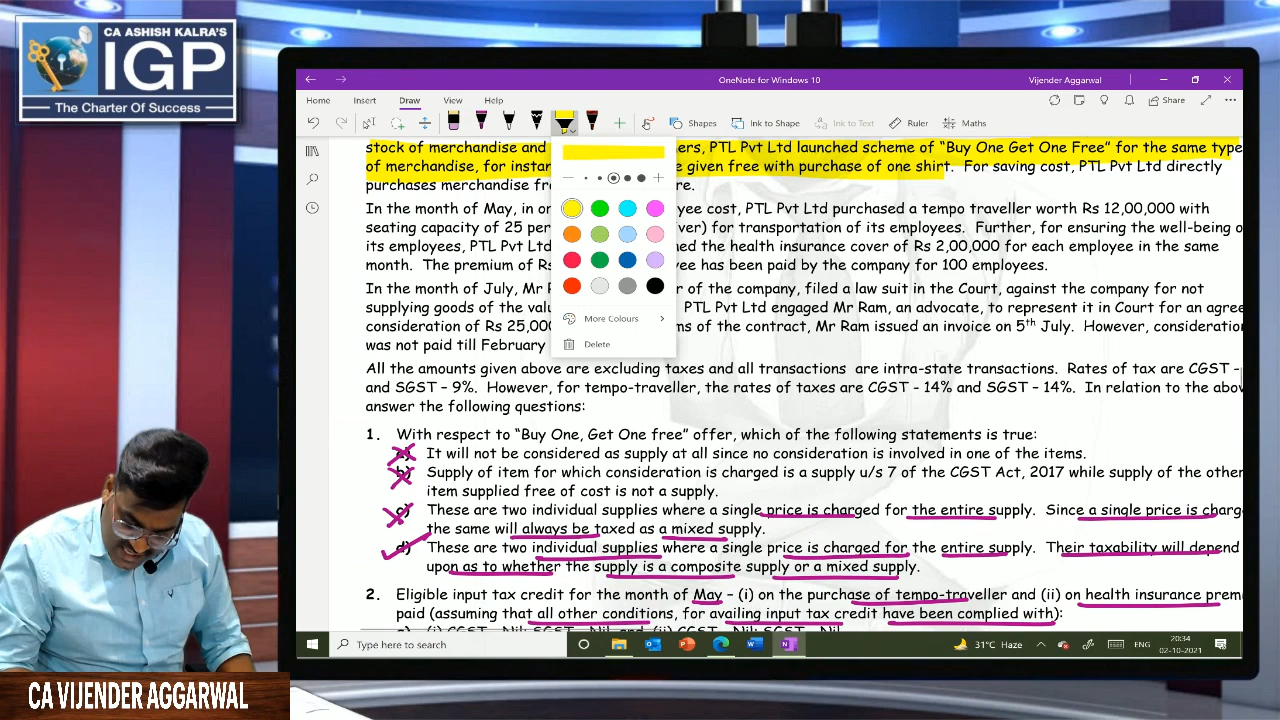 CA ASHISH KALRA'S
IGP
The Charter Of Success
OneNote for Windows 10
Vijender Aggarwal
Home Insert Draw View Help
Share
Shapes Ink to Shape Ink to Text Ruler Maths
stock of merchandise and ers, PTL Pvt Ltd launched scheme of “Buy One Get One Free” for the same type
of merchandise, for instan given free with purchase of one shirt. For saving cost, PTL Pvt Ltd directly
purchases merchandise fr re.
In the month of May, in or yee cost, PTL Pvt Ltd purchased a tempo traveller worth Rs 12,00,000 with
seating capacity of 25 per ver) for transportation of its employees. Further, for ensuring the well-being o
its employees, PTL Pvt Ltd ned the health insurance cover of Rs 2,00,000 for each employee in the same
month. The premium of Rs ee has been paid by the company for 100 employees.
In the month of July, Mr R r of the company, filed a law suit in the Court, against the company for not
supplying goods of the valu PTL Pvt Ltd engaged Mr Ram, an advocate, to represent it in Court for an agree
consideration of Rs 25,000 ms of the contract, Mr Ram issued an invoice on 5th July. However, consideration
was not paid till February
More Colours
Delete
All the amounts given above are excluding taxes and all transactions are intra-state transactions. Rates of tax are CGST -
and SGST – 9%. However, for tempo-traveller, the rates of taxes are CGST - 14% and SGST – 14%. In relation to the abov
answer the following questions:
1. With respect to “Buy One, Get One free” offer, which of the following statements is true:
a) It will not be considered as supply at all since no consideration is involved in one of the items.
b) Supply of item for which consideration is charged is a supply u/s 7 of the CGST Act, 2017 while supply of the other
item supplied free of cost is not a supply.
c) These are two individual supplies where a single price is charged for the entire supply. Since a single price is charg
the same will always be taxed as a mixed supply.
d) These are two individual supplies where a single price is charged for the entire supply. Their taxability will depend
upon as to whether the supply is a composite supply or a mixed supply.
2. Eligible input tax credit for the month of May – (i) on the purchase of tempo-traveller and (ii) on health insurance prem
paid (assuming that all other conditions, for availing input tax credit have been complied with):
a) (i) CGST – Nil; SGST – Nil and (ii) CGST – Nil; SGST – Nil
Type here to search
31°C Haze
ENG
20:34
02-10-2021
CA VIJENDER AGGARWAL